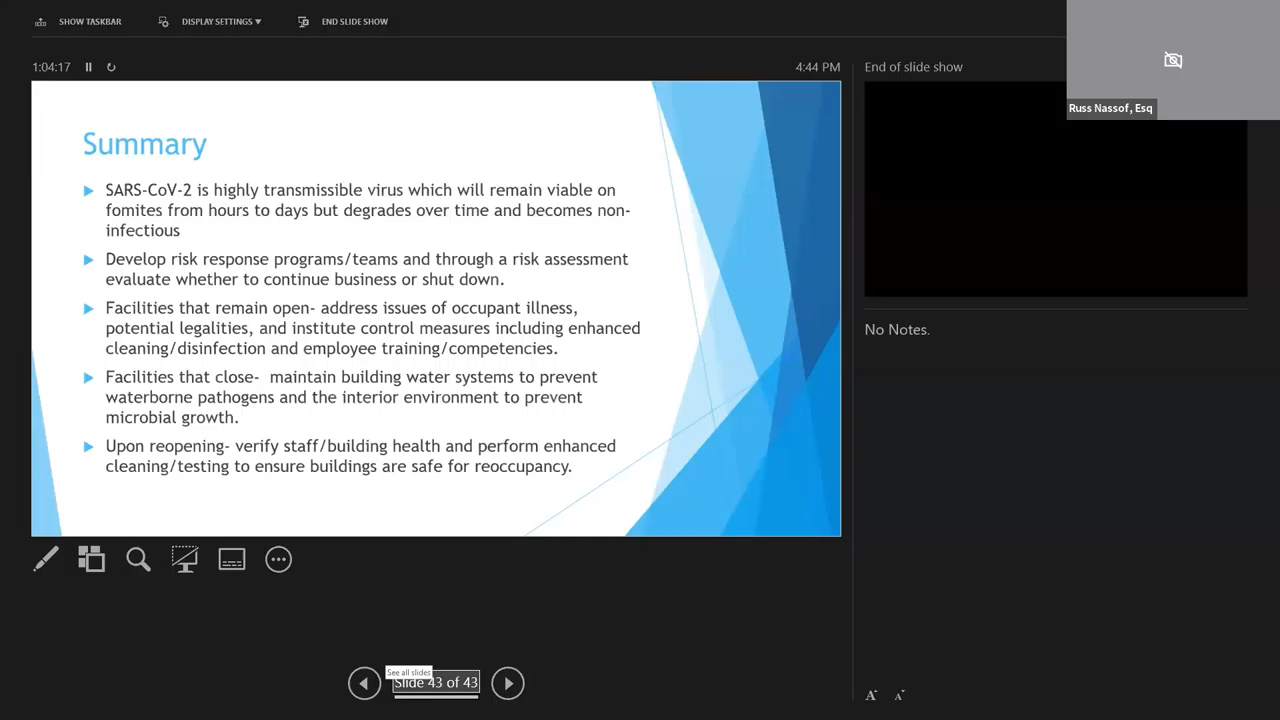 SHOW TASKBAR
DISPLAY SETTINGS
END SLIDE SHOW
1:04:17
4:44 PM
Summary
SARS-CoV-2 is highly transmissible virus which will remain viable on
fomites from hours to days but degrades over time and becomes non-
infectious
Develop risk response programs/teams and through a risk assessment
evaluate whether to continue business or shut down.
Facilities that remain open- address issues of occupant illness,
potential legalities, and institute control measures including enhanced
cleaning/disinfection and employee training/competencies.
Facilities that close- maintain building water systems to prevent
waterborne pathogens and the interior environment to prevent
microbial growth.
Upon reopening- verify staff/building health and perform enhanced
cleaning/testing to ensure buildings are safe for reoccupancy.
See all slides
Slide 43 of 43
End of slide show
Russ Nassof, Esq
No Notes.
A A